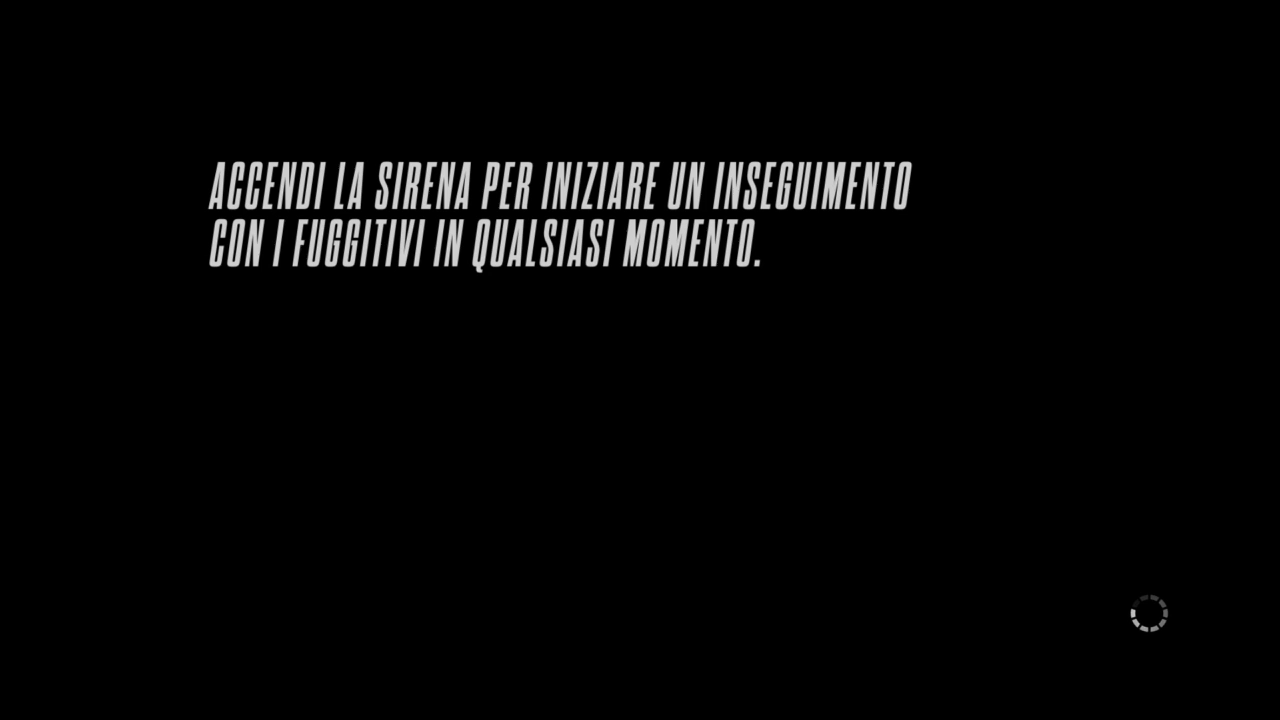 ACCENDI LA SIRENA PER INIZIARE UN INSEGUIMENTO
CON I FUGGITIVI IN QUALSIASI MOMENTO.